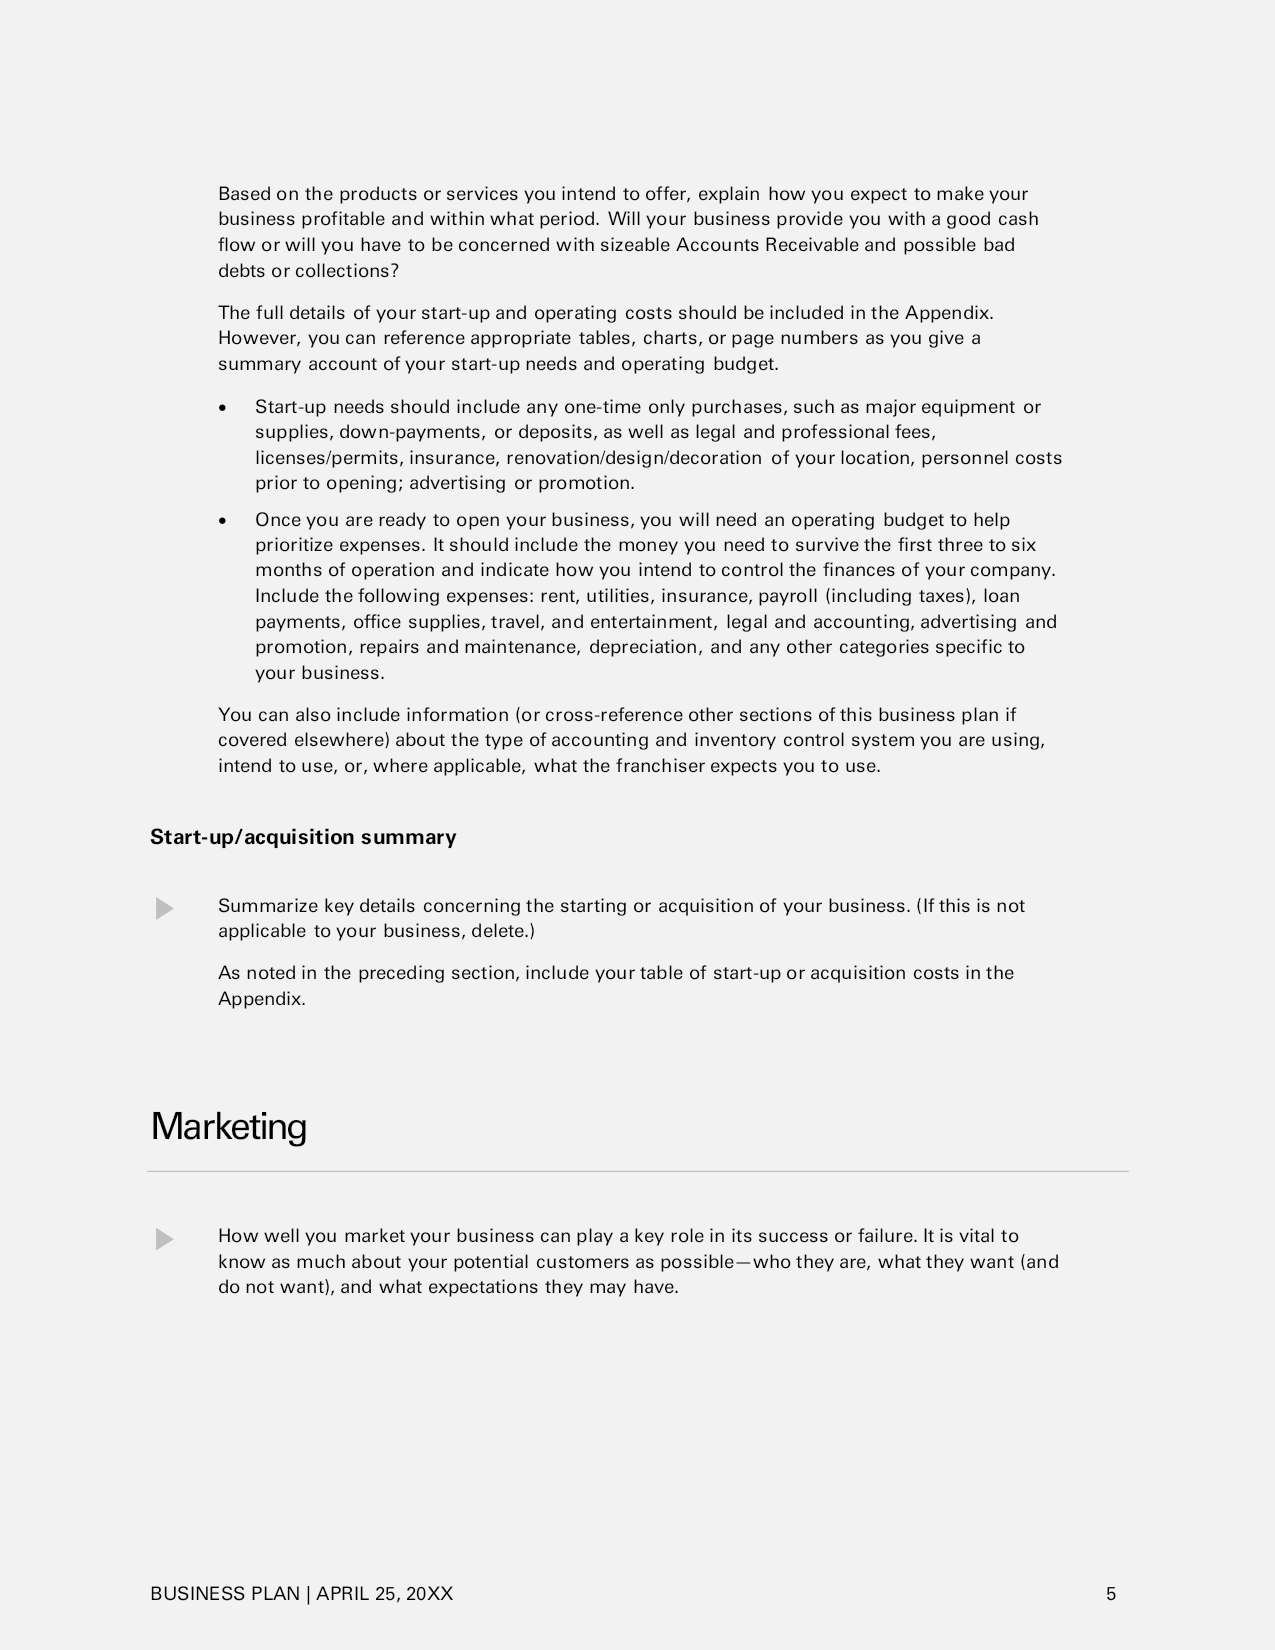 Based on the products or services you intend to offer, explain how you expect to make your
business profitable and within what period. Will your business provide you with a good cash
flow or will you have to be concerned with sizeable Accounts Receivable and possible bad
debts or collections?
The full details of your start-up and operating costs should be included in the Appendix.
However, you can reference appropriate tables, charts, or page numbers as you give a
summary account of your start-up needs and operating budget.
• Start-up needs should include any one-time only purchases, such as major equipment or
supplies, down-payments, or deposits, as well as legal and professional fees,
licenses/permits, insurance, renovation/design/decoration of your location, personnel costs
prior to opening; advertising or promotion.
• Once you are ready to open your business, you will need an operating budget to help
prioritize expenses. It should include the money you need to survive the first three to six
months of operation and indicate how you intend to control the finances of your company.
Include the following expenses: rent, utilities, insurance, payroll (including taxes), loan
payments, office supplies, travel, and entertainment, legal and accounting, advertising and
promotion, repairs and maintenance, depreciation, and any other categories specific to
your business.
You can also include information (or cross-reference other sections of this business plan if
covered elsewhere) about the type of accounting and inventory control system you are using,
intend to use, or, where applicable, what the franchiser expects you to use.
Start-up/acquisition summary
Summarize key details concerning the starting or acquisition of your business. (If this is not
applicable to your business, delete.)
As noted in the preceding section, include your table of start-up or acquisition costs in the
Appendix.
Marketing
How well you market your business can play a key role in its success or failure. It is vital to
know as much about your potential customers as possible—who they are, what they want (and
do not want), and what expectations they may have.
BUSINESS PLAN | APRIL 25, 20XX 5